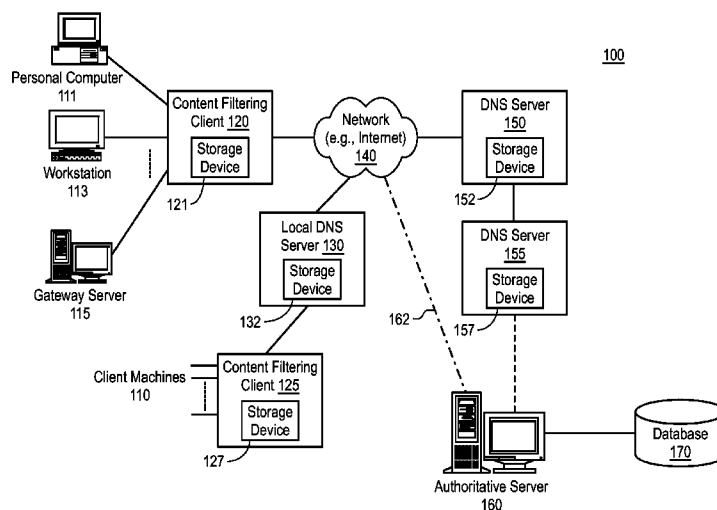 100
Personal Computer
111
Workstation
113
Gateway Server
115
Content Filtering
Client 120
Storage
Device
121
Network
(e.g., Internet)
140
DNS Server
150
Storage
Device
152
Local DNS
Server 130
Storage
Device
132
DNS Server
155
Storage
Device
157
162
Client Machines
110
Content Filtering
Client 125
Storage
Device
127
Authoritative Server
160
Database
170